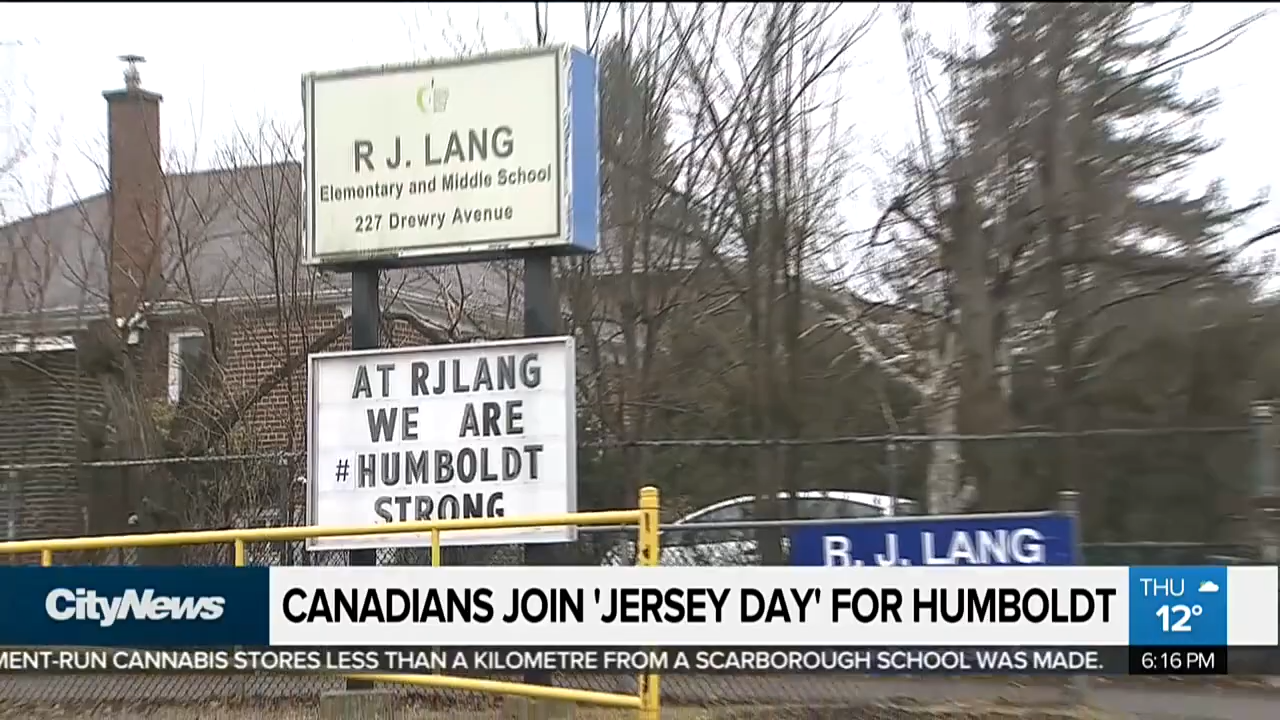 R J. LANG
Elementary and Middle School
227 Drewry Avenue
AT RJLANG
WE ARE
#HUMBOLDT
STRONG
R. J. LANG
CityNews
CANADIANS JOIN 'JERSEY DAY' FOR HUMBOLDT
THU
12°
MENT-RUN CANNABIS STORES LESS THAN A KILOMETRE FROM A SCARBOROUGH SCHOOL WAS MADE.
6:16 PM